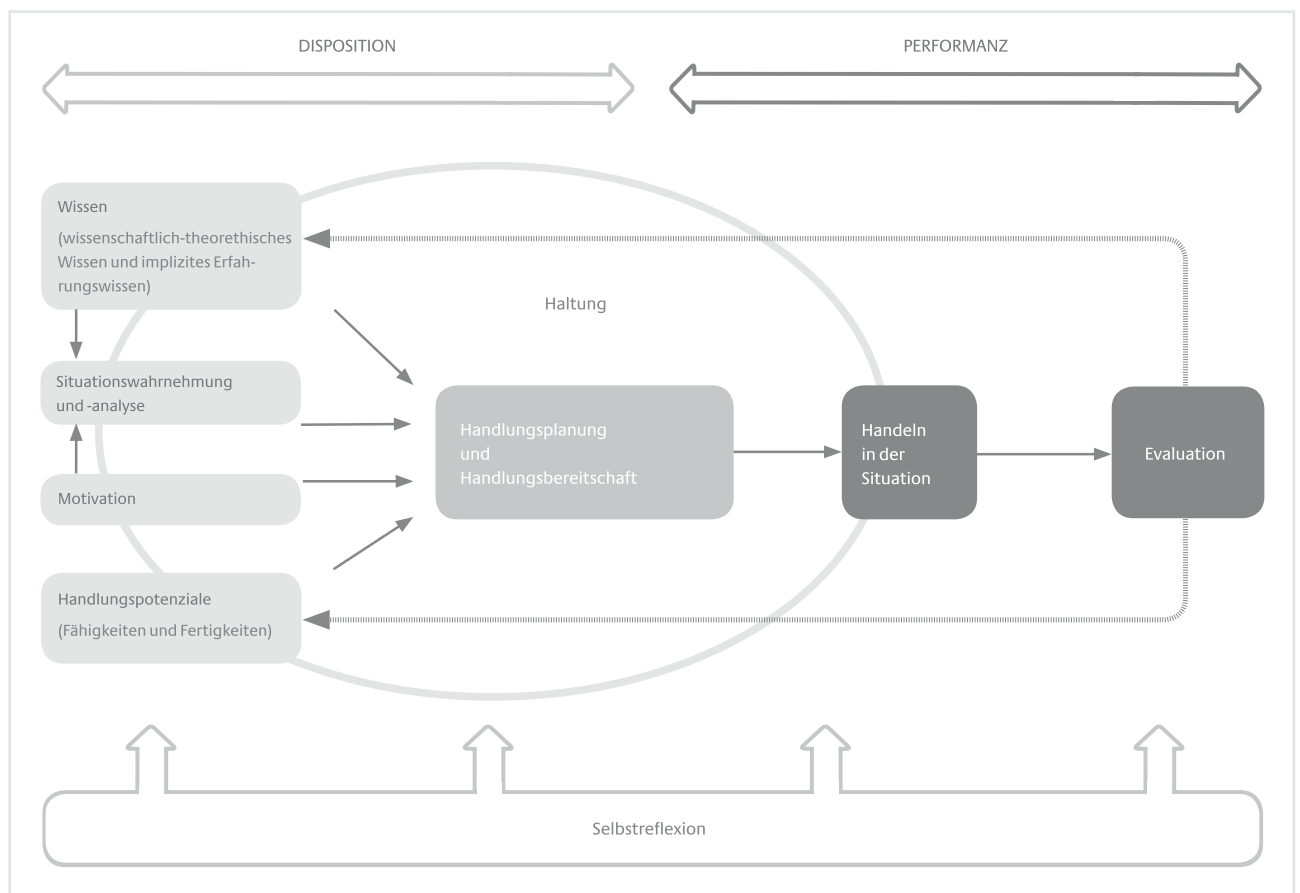 DISPOSITION
PERFORMANZ
Wissen
(wissenschaftlich-theorethisches
Wissen und implizites Erfah-
rungswissen)
Haltung
Situationswahrnehmung
und -analyse
Motivation
Handlungspotenziale
(Fähigkeiten und Fertigkeiten)
Handlungsplanung
und
Handlungsbereitschaft
Handeln
in der
Situation
Evaluation
Selbstreflexion